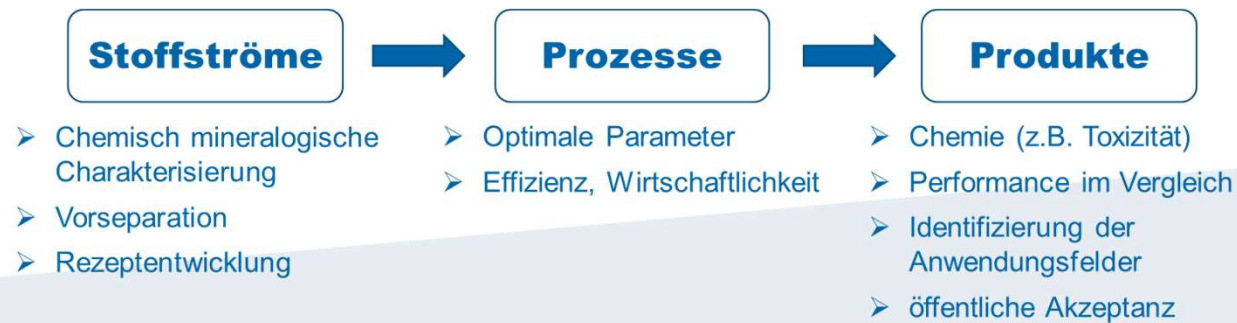 Stoffströme
Prozesse
Produkte
➢ Chemisch mineralogische
Charakterisierung
➢ Vorseparation
➢ Rezeptentwicklung
➢ Optimale Parameter
➢ Effizienz, Wirtschaftlichkeit
➢ Chemie (z.B. Toxizität)
➢ Performance im Vergleich
➢ Identifizierung der
Anwendungsfelder
➢ öffentliche Akzeptanz